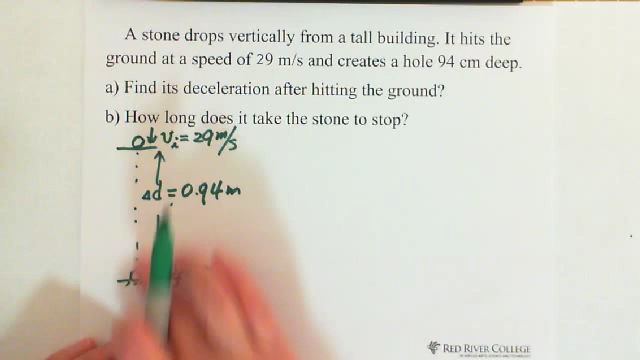 A stone drops vertically from a tall building. It hits the
ground at a speed of 29 m/s and creates a hole 94 cm deep.
a) Find its deceleration after hitting the ground?
b) How long does it take the stone to stop?
Vi = 29 m/s
Δd = 0.94 m
RED RIVER COLLEGE